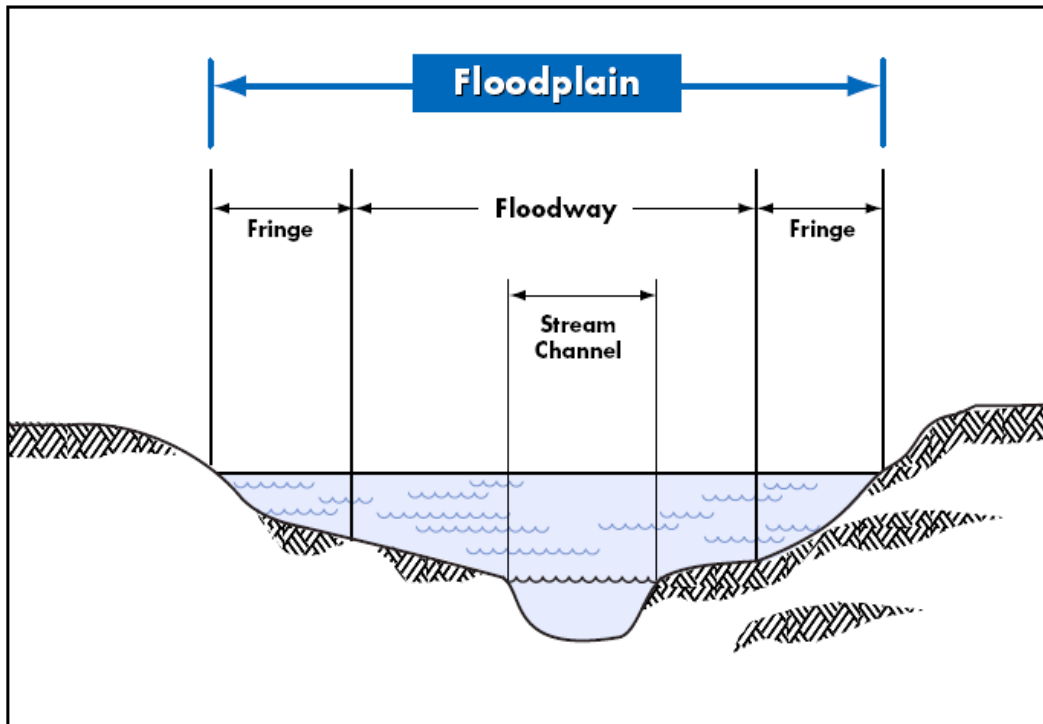 Floodplain
Fringe
Floodway
Fringe
Stream
Channel